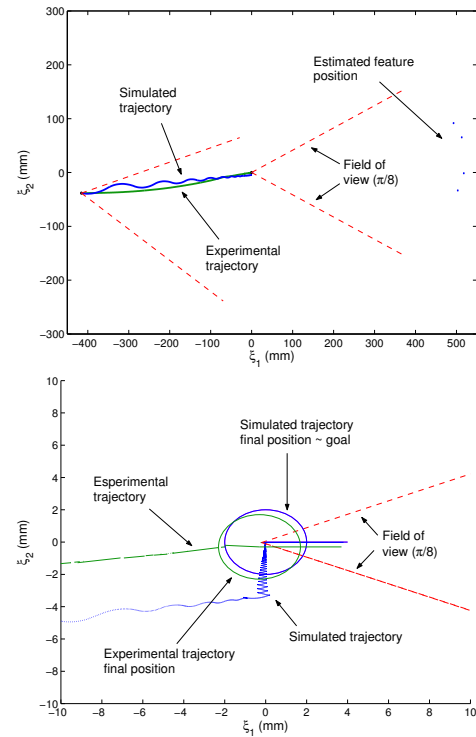 300
200
100
0
−100
−200
−300
ξ2 (mm)
Simulated
trajectory
Estimated feature
position
Field of
view (π/8)
Experimental
trajectory
−400
−300
−200
−100
0
100
200
300
400
500
ξ1 (mm)
10
8
6
4
2
0
−2
−4
−6
−8
−10
ξ2 (mm)
Simulated trajectory
final position ~ goal
Esperimental
trajectory
Field of
view (π/8)
Experimental trajectory
final position
Simulated trajectory
−10
−8
−6
−4
−2
0
2
4
6
8
10
ξ1 (mm)